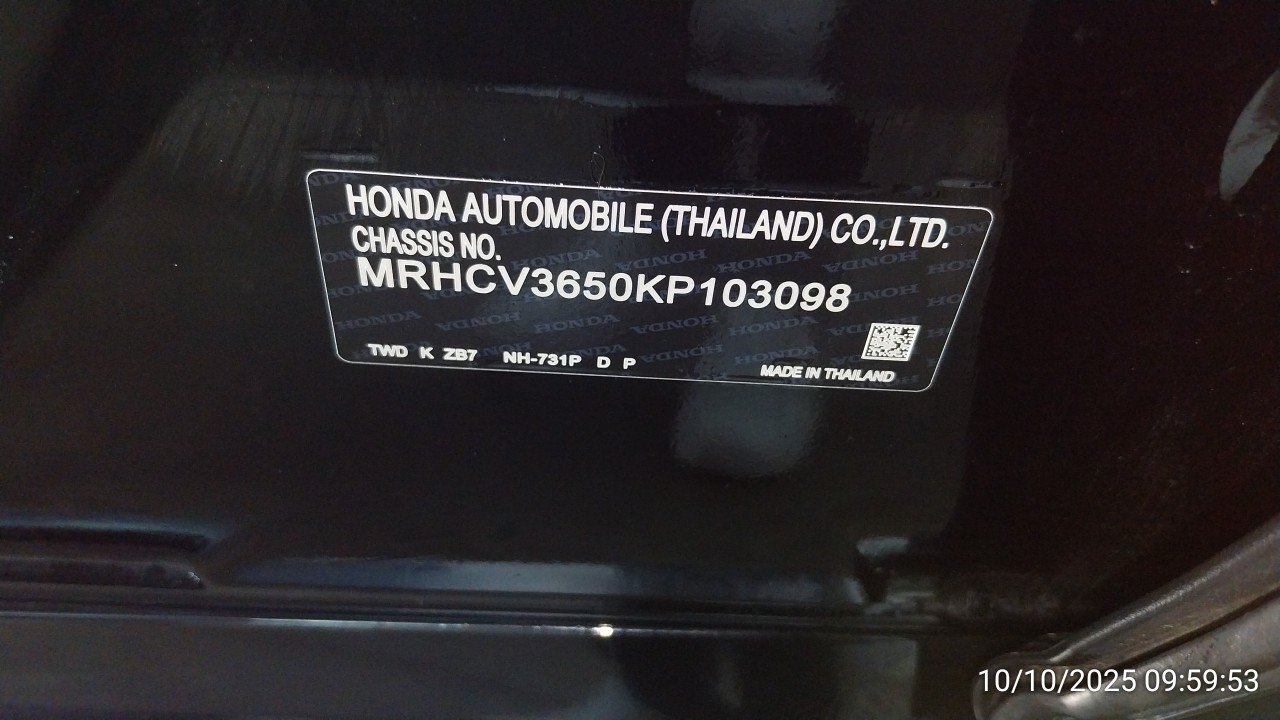 HONDA AUTOMOBILE (THAILAND) CO.,LTD.
CHASSIS NO.
MRHCV3650KP103098
TWD K ZB7 NH-731P D P
MADE IN THAILAND
10/10/2025 09:59:53